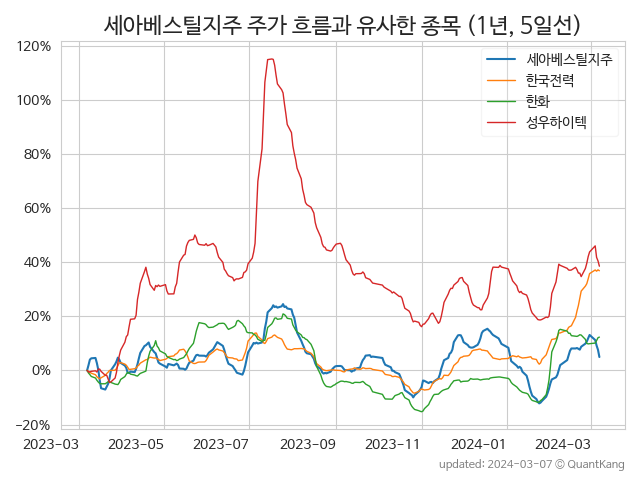 세아베스틸지주 주가 흐름과 유사한 종목 (1년, 5일선)
120%
100%
80%
60%
40%
20%
0%
−20%
세아베스틸지주
한국전력
한화
성우하이텍
2023-03
2023-05
2023-07
2023-09
2023-11
2024-01
2024-03
updated: 2024-03-07 © QuantKang